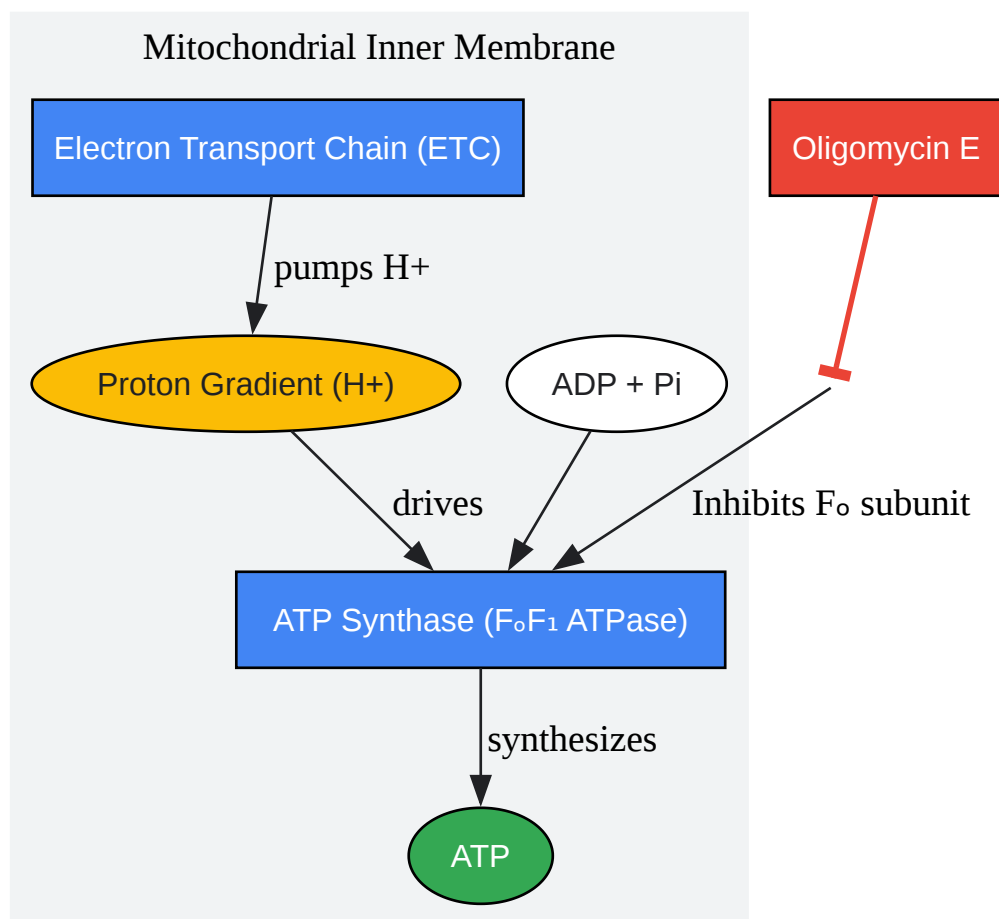 Mitochondrial Inner Membrane
Electron Transport Chain (ETC)
Oligomycin E
pumps H+
Proton Gradient (H+)
ADP + Pi
drives
Inhibits Fₒ subunit
ATP Synthase (FₒF₁ ATPase)
synthesizes
ATP